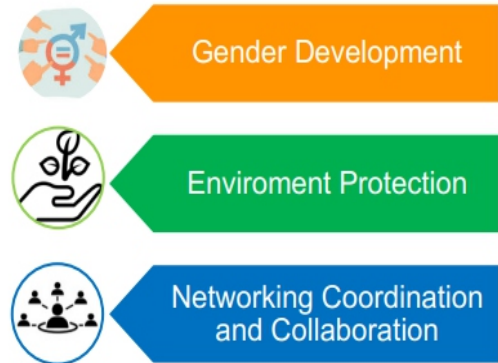 Gender Development
Enviroment Protection
Networking Coordination
and Collaboration